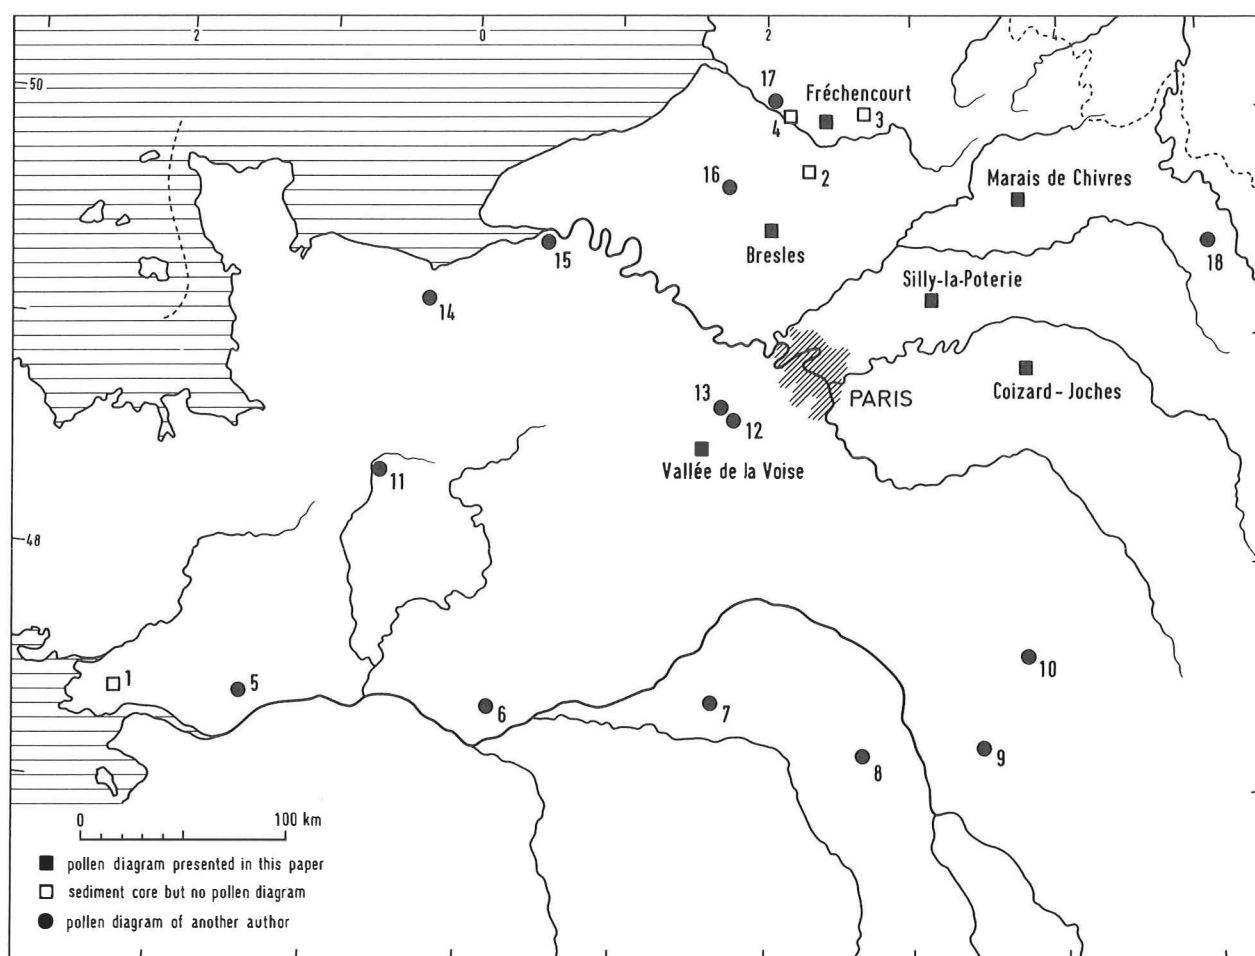 2 0 2 4
50
17
Fréchencourt
4 3
16 2
Marais de Chivres
Bresles
15 18
Silly-la-Poterie
14
PARIS
Coizard-Joches
13
12
Vallée de la Voise
11
48
10
1 5
6 7
8 9
0 100 km
pollen diagram presented in this paper
sediment core but no pollen diagram
pollen diagram of another author